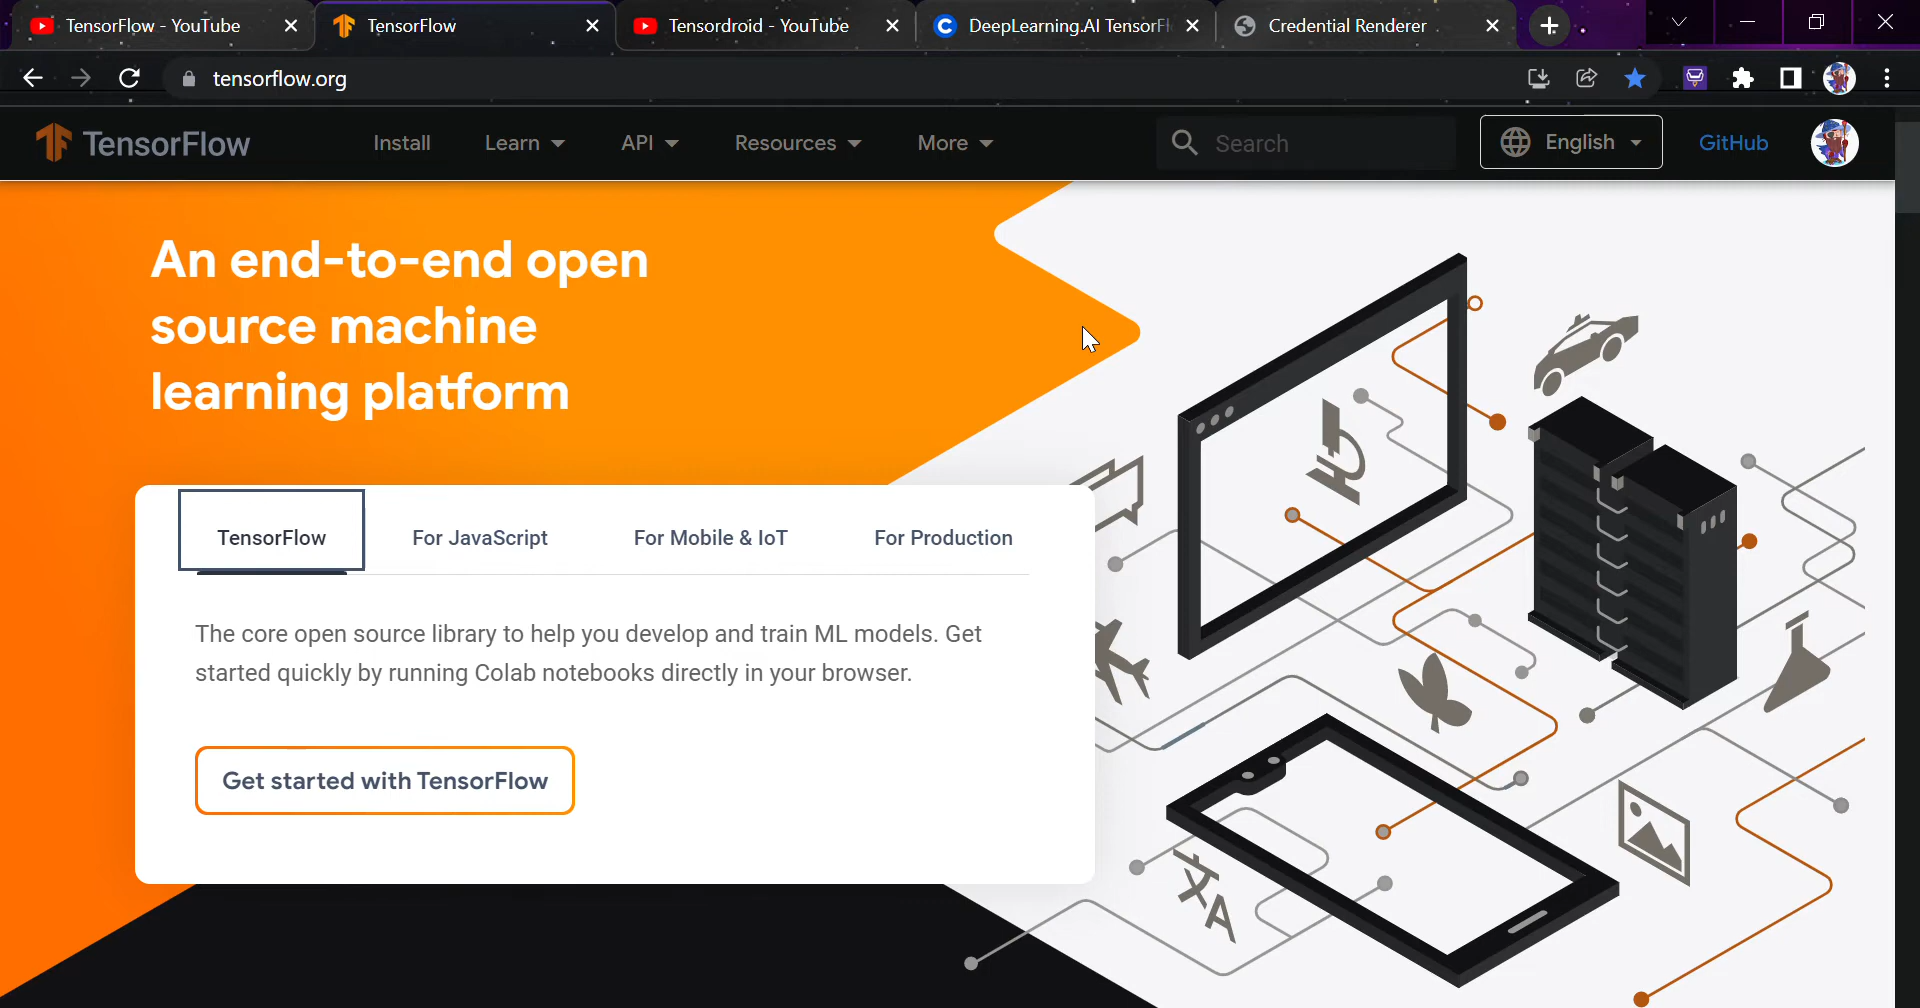 TensorFlow - YouTube
TensorFlow
Tensordroid - YouTube
DeepLearning.AI TensorFl
Credential Renderer
tensorflow.org
TensorFlow
Install
Learn
API
Resources
More
Search
English
GitHub
An end-to-end open
source machine
learning platform
TensorFlow
For JavaScript
For Mobile & IoT
For Production
The core open source library to help you develop and train ML models. Get
started quickly by running Colab notebooks directly in your browser.
Get started with TensorFlow
文A